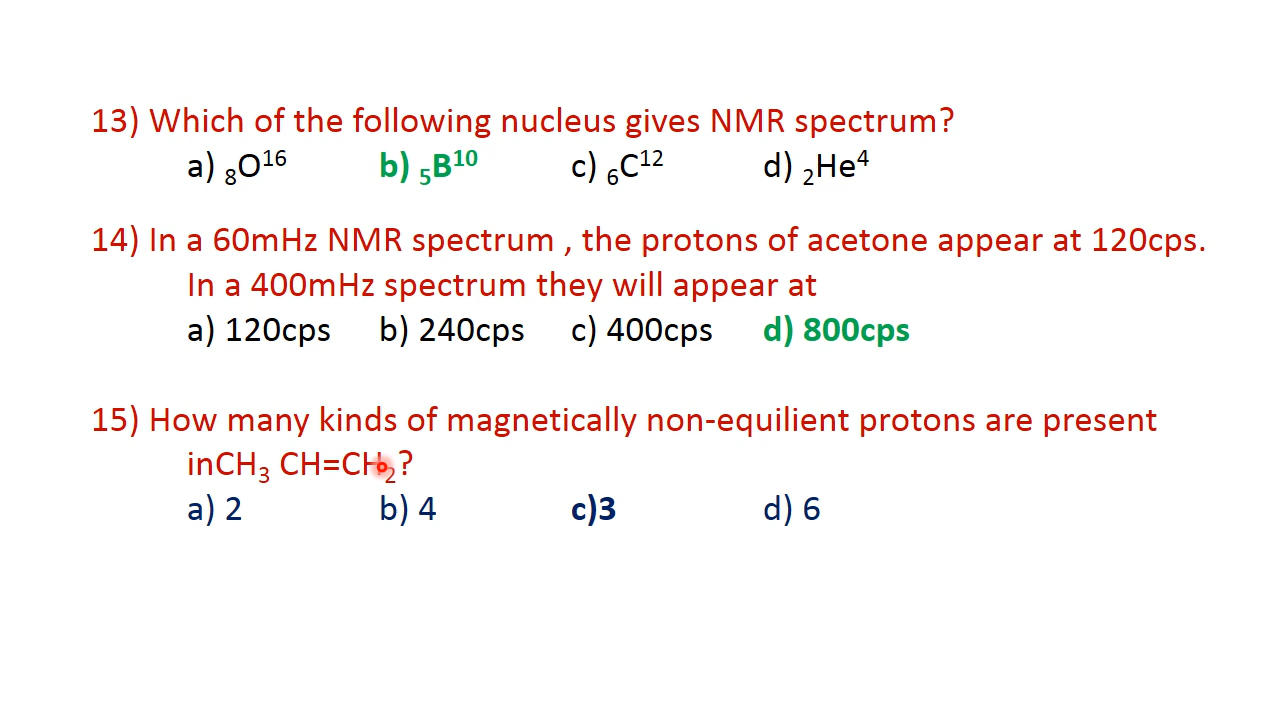 13) Which of the following nucleus gives NMR spectrum?
a) ₈O¹⁶ b) ₅B¹⁰ c) ₆C¹² d) ₂He⁴
14) In a 60mHz NMR spectrum , the protons of acetone appear at 120cps.
In a 400mHz spectrum they will appear at
a) 120cps b) 240cps c) 400cps d) 800cps
15) How many kinds of magnetically non-equilient protons are present
inCH₃ CH=CH₂?
a) 2 b) 4 c)3 d) 6